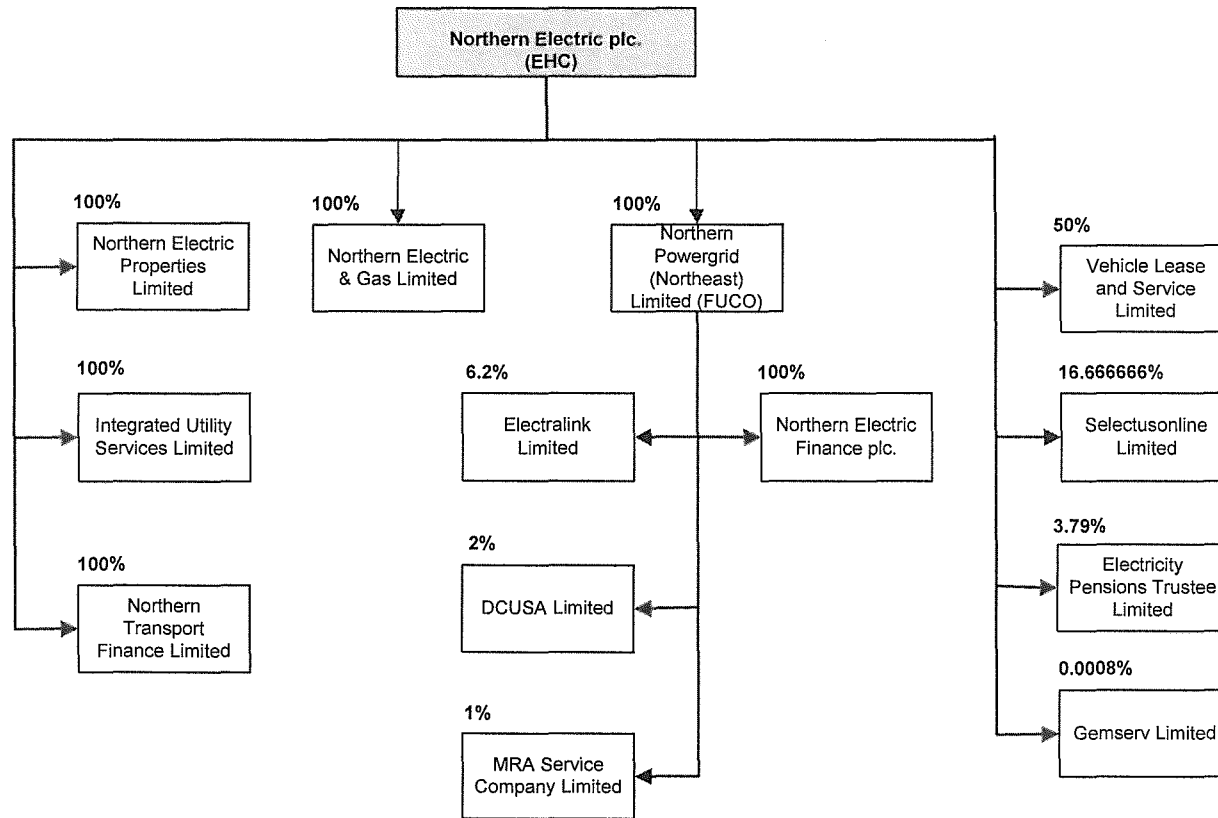 Northern Electric plc.
(EHC)
100%
Northern Electric
Properties
Limited
100%
Northern Electric
& Gas Limited
100%
Northern
Powergrid
(Northeast)
Limited (FUCO)
50%
Vehicle Lease
and Service
Limited
100%
Integrated Utility
Services Limited
6.2%
Electralink
Limited
100%
Northern Electric
Finance plc.
16.666666%
Selectusonline
Limited
100%
Northern
Transport
Finance Limited
2%
DCUSA Limited
3.79%
Electricity
Pensions Trustee
Limited
1%
MRA Service
Company Limited
0.0008%
Gemserv Limited